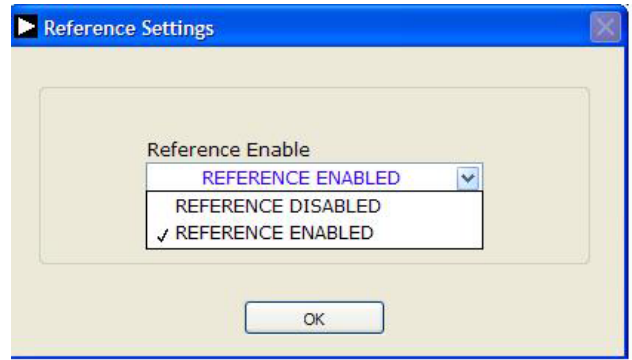 Reference Settings
Reference Enable
REFERENCE ENABLED
REFERENCE DISABLED
✓ REFERENCE ENABLED
OK